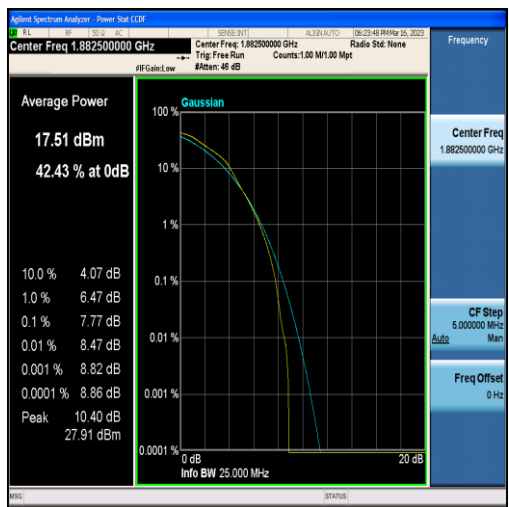 Agilent Spectrum Analyzer - Power Stat CCDF
RL RF 50 Ω AC SENSE:INT ALIGN AUTO 06:23:48 PM Mar 16, 2023
Center Freq 1.882500000 GHz
Center Freq: 1.882500000 GHz Radio Std: None
Trig: Free Run Counts:1.00 M/1.00 Mpt
#IFGain:Low #Atten: 46 dB
Frequency
Average Power
17.51 dBm
42.43 % at 0dB
10.0 % 4.07 dB
1.0 % 6.47 dB
0.1 % 7.77 dB
0.01 % 8.47 dB
0.001 % 8.82 dB
0.0001 % 8.86 dB
Peak 10.40 dB
27.91 dBm
Gaussian
100 %
10 %
1 %
0.1 %
0.01 %
0.001 %
0.0001 %
0 dB 20 dB
Info BW 25.000 MHz
Center Freq
1.882500000 GHz
CF Step
5.000000 MHz
Auto Man
Freq Offset
0 Hz
MSG STATUS